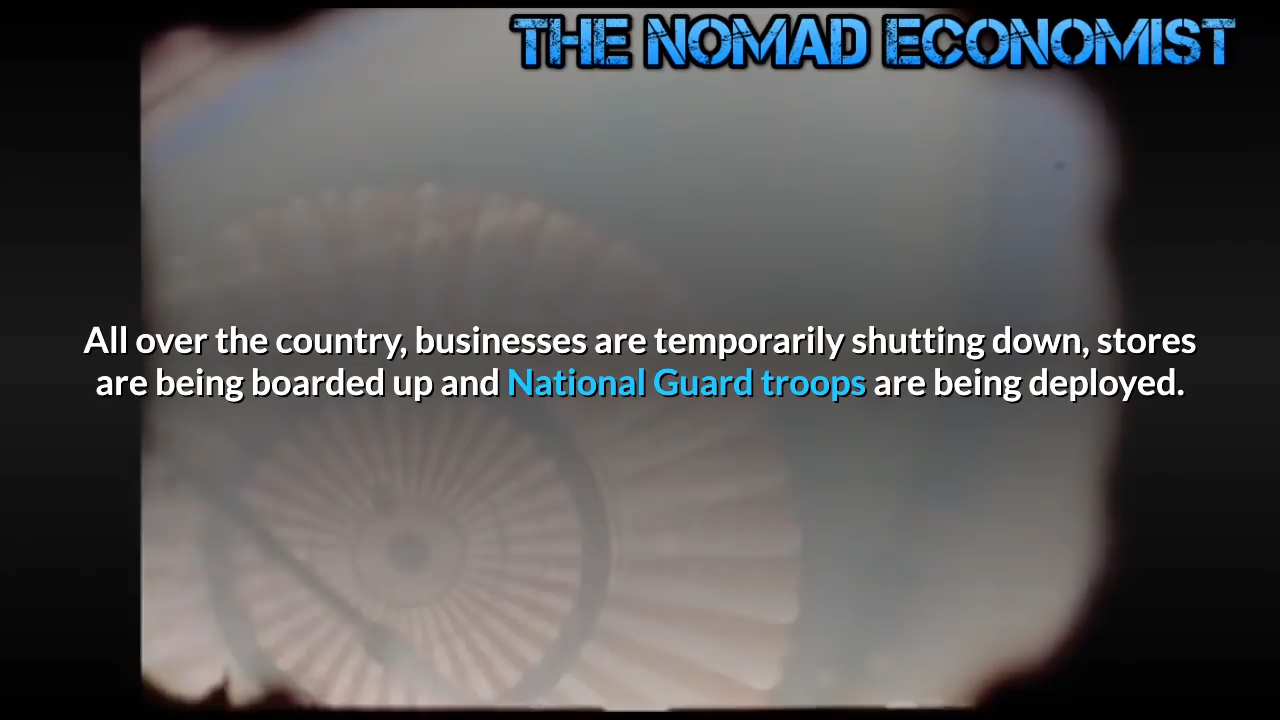 THE NOMAD ECONOMIST
All over the country, businesses are temporarily shutting down, stores
are being boarded up and National Guard troops are being deployed.